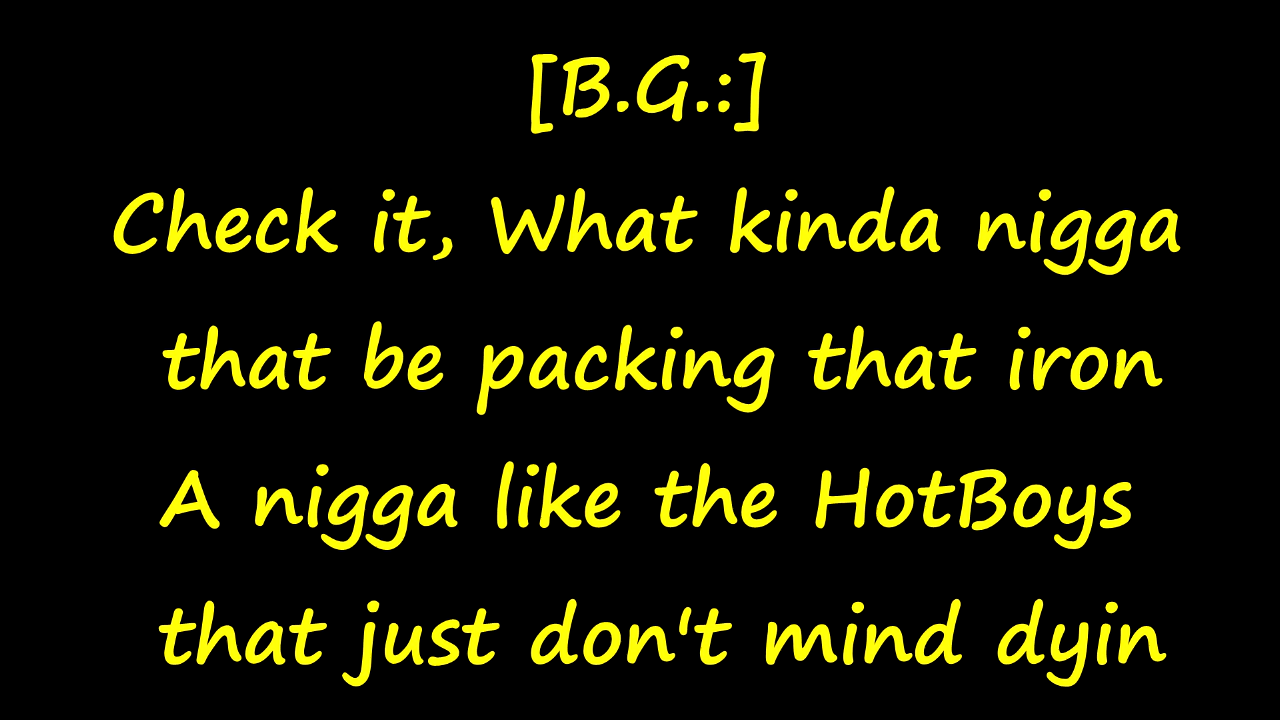 [B.G.:]
Check it, What kinda nigga
that be packing that iron
A nigga like the HotBoys
that just don't mind dyin